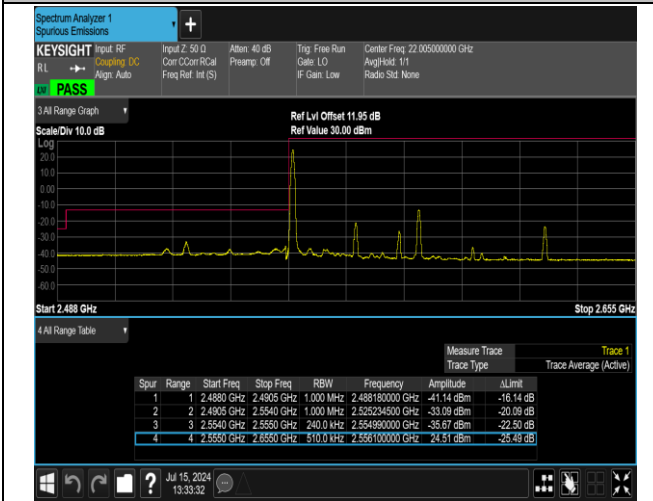 Spectrum Analyzer 1
Spurious Emissions
KEYSIGHT Input: RF Input Z: 50 Ω Atten: 40 dB Trig: Free Run Center Freq: 22.005000000 GHz
RL Coupling: DC Corr CCorr RCal Preamp: Off Gate: LO Avg|Hold: 1/1
Align: Auto Freq Ref: Int (S) IF Gain: Low Radio Std: None
PASS
3 All Range Graph
Ref Lvl Offset 11.95 dB
Scale/Div 10.0 dB Ref Value 30.00 dBm
Log
20.0
10.0
0.00
-10.0
-20.0
-30.0
-40.0
-50.0
-60.0
Start 2.488 GHz Stop 2.655 GHz
4 All Range Table
Measure Trace Trace 1
Trace Type Trace Average (Active)
Spur Range Start Freq Stop Freq RBW Frequency Amplitude ΔLimit
1 1 2.4880 GHz 2.4905 GHz 1.000 MHz 2.488180000 GHz -41.14 dBm -16.14 dB
2 2 2.4905 GHz 2.5540 GHz 1.000 MHz 2.525234500 GHz -33.09 dBm -20.09 dB
3 3 2.5540 GHz 2.5550 GHz 240.0 kHz 2.554990000 GHz -35.67 dBm -22.50 dB
4 4 2.5550 GHz 2.6550 GHz 510.0 kHz 2.556100000 GHz 24.51 dBm -25.49 dB
Jul 15, 2024
13:33:32